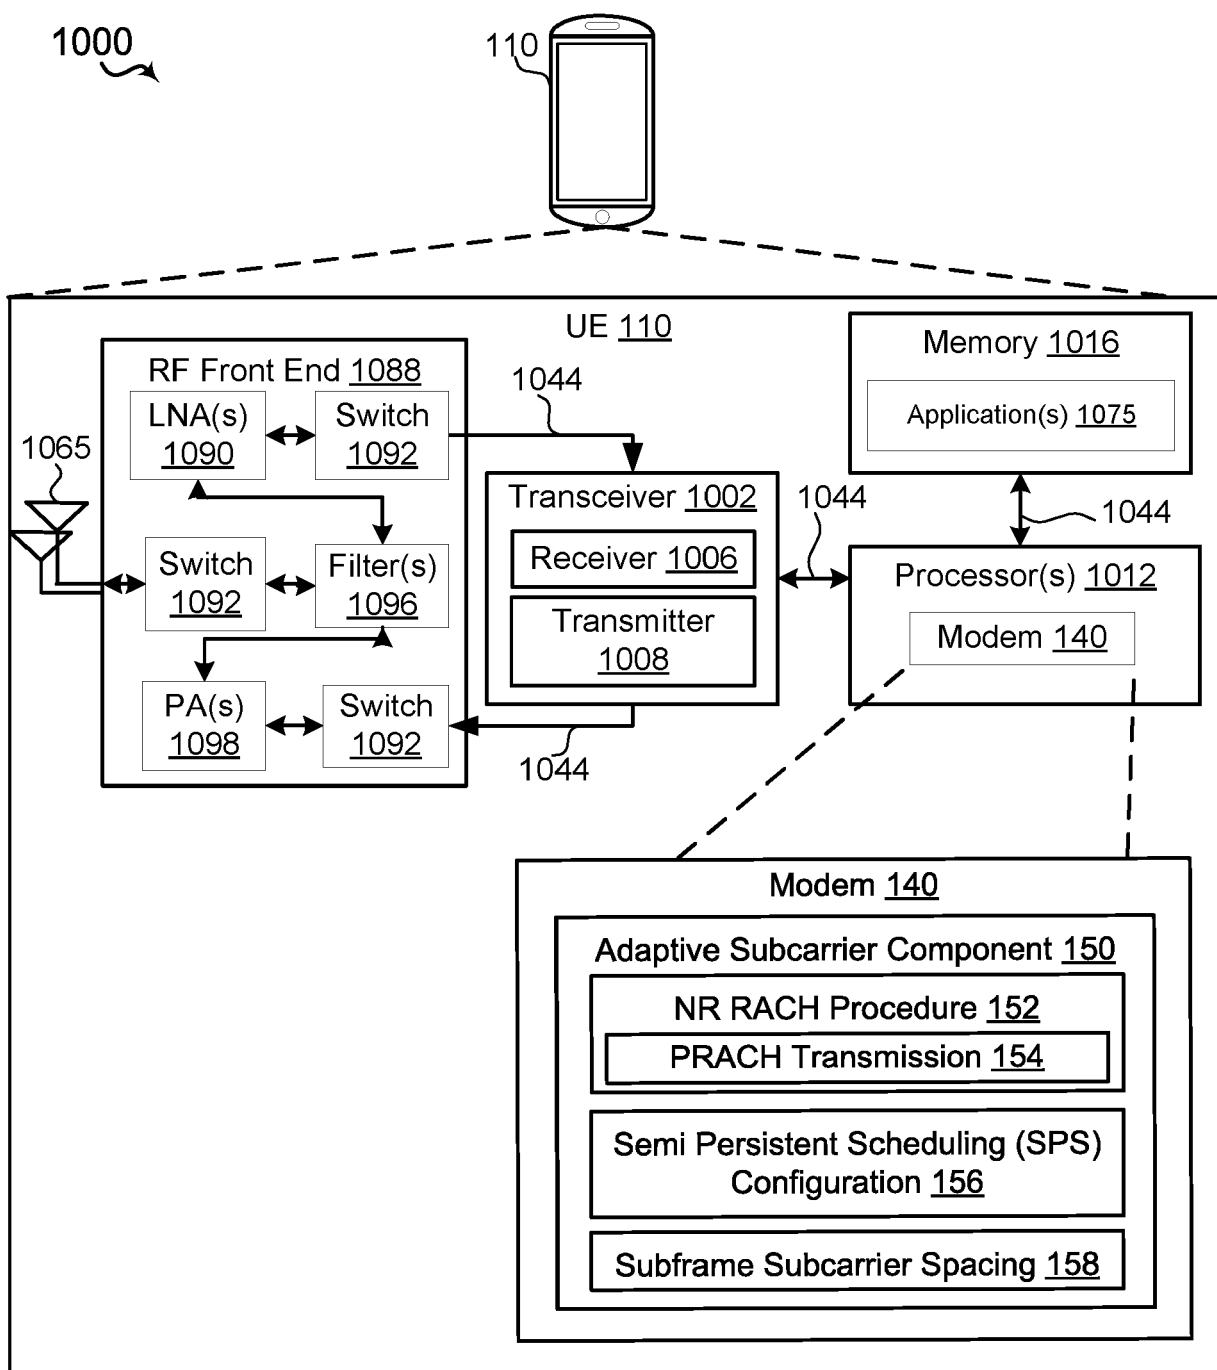 1000
110
UE 110
RF Front End 1088
LNA(s)
1090
Switch
1092
1044
Memory 1016
Application(s) 1075
1065
Transceiver 1002
Receiver 1006
Transmitter
1008
1044
1044
Switch
1092
Filter(s)
1096
Processor(s) 1012
Modem 140
PA(s)
1098
Switch
1092
1044
Modem 140
Adaptive Subcarrier Component 150
NR RACH Procedure 152
PRACH Transmission 154
Semi Persistent Scheduling (SPS)
Configuration 156
Subframe Subcarrier Spacing 158